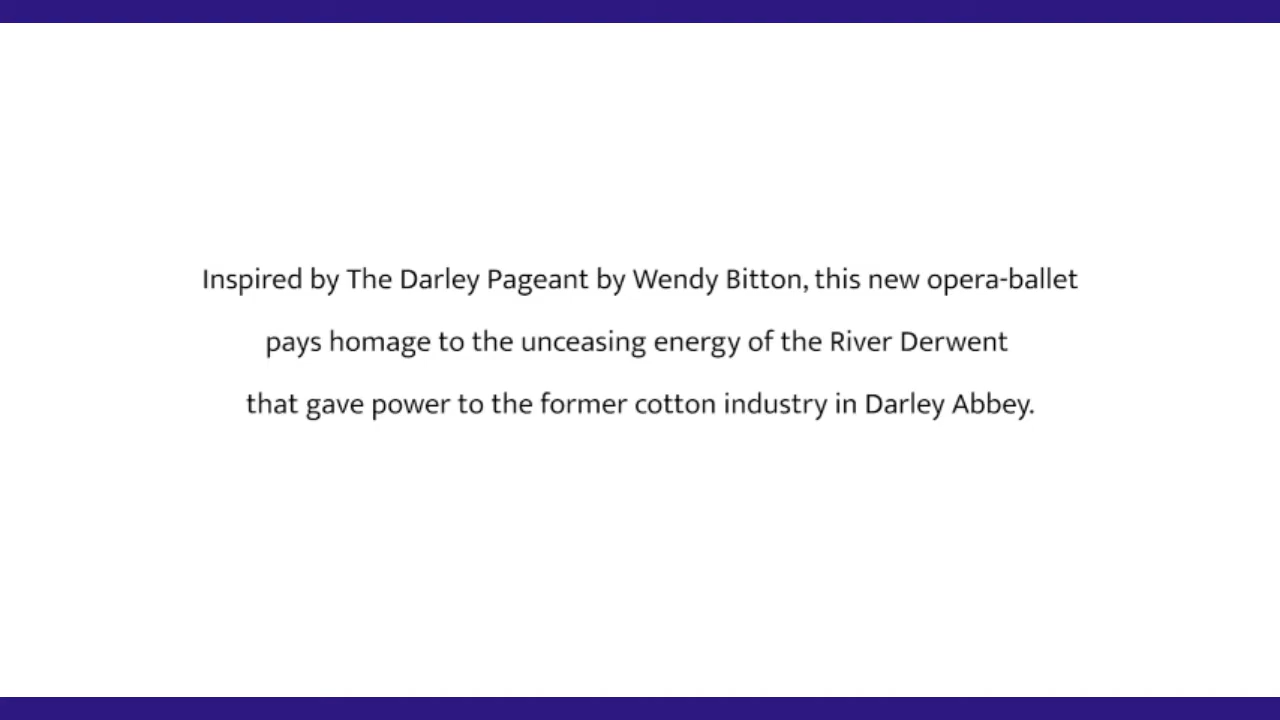 Inspired by The Darley Pageant by Wendy Bitton, this new opera-ballet
pays homage to the unceasing energy of the River Derwent
that gave power to the former cotton industry in Darley Abbey.